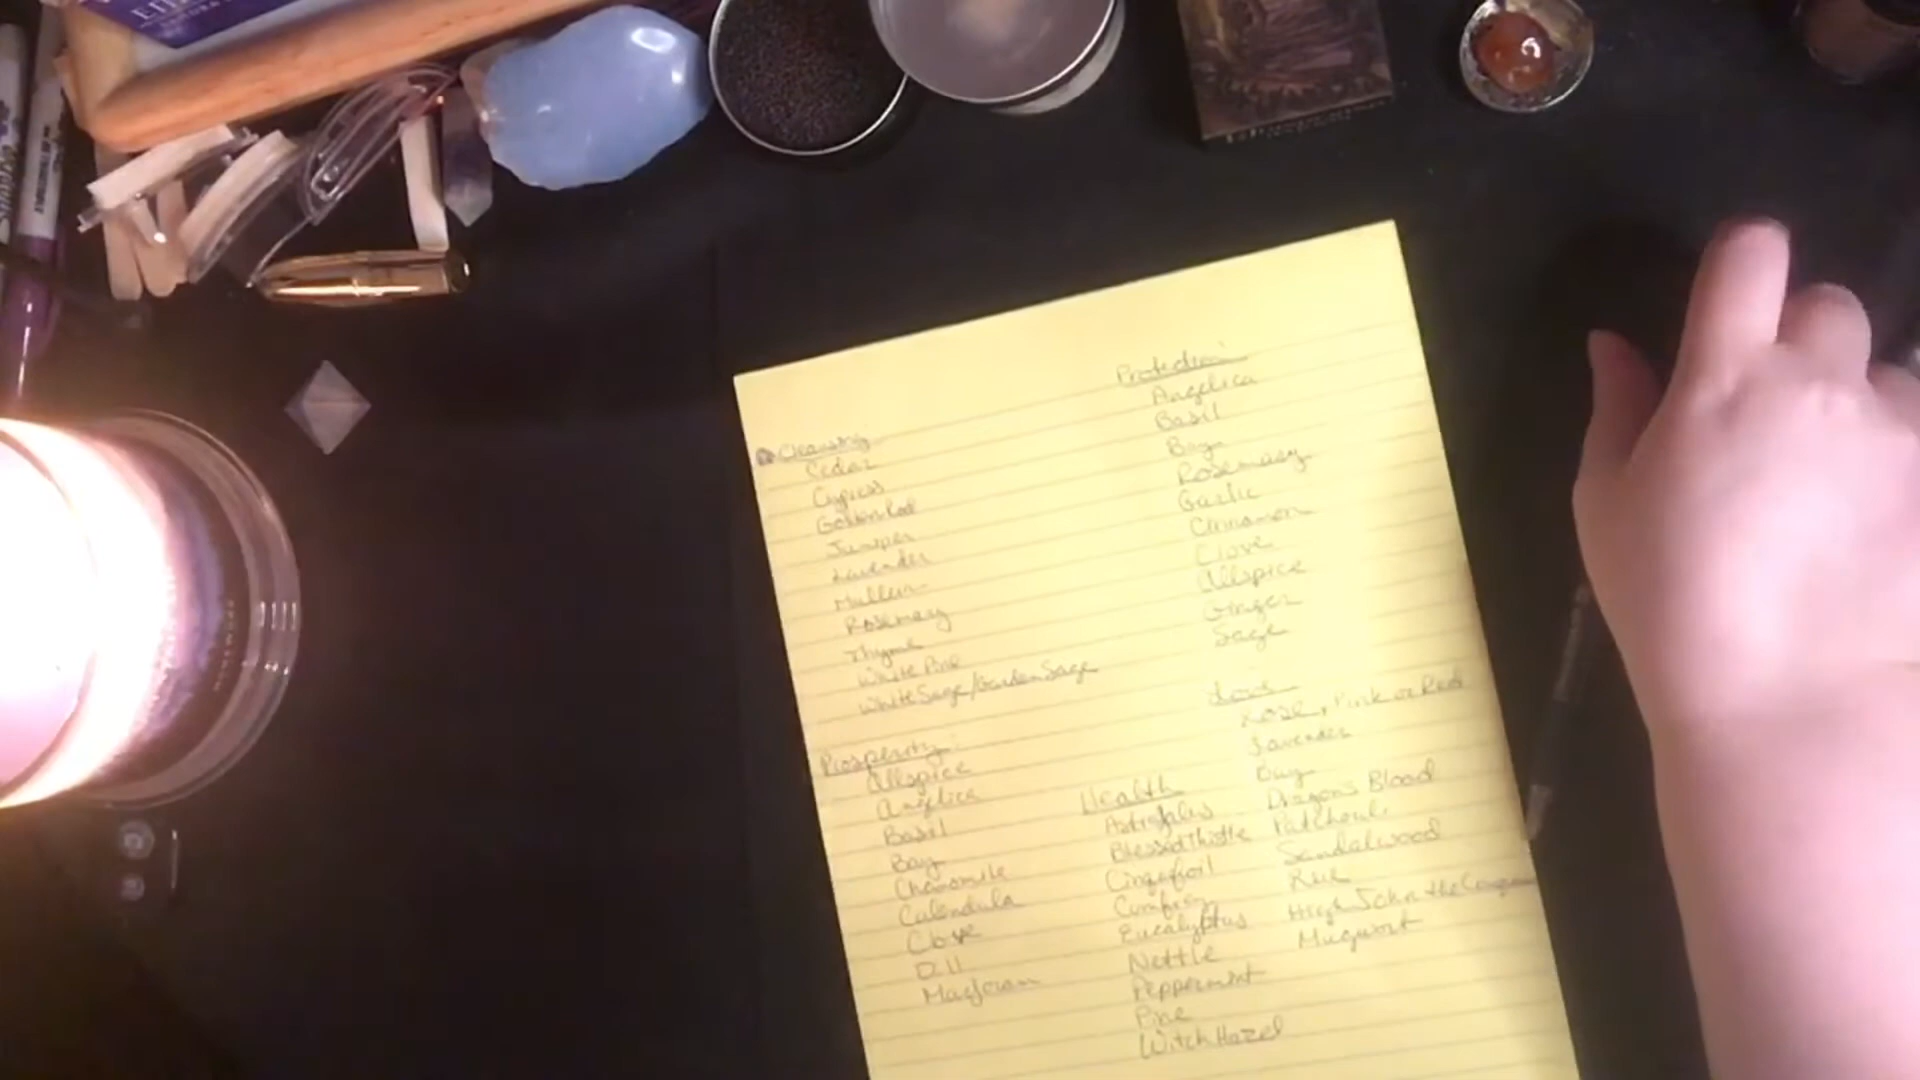 Cleansing
Cedar
Cypress
Goldenrod
Juniper
Lavender
Mullein
Rosemary
Thyme
White Pine
White Sage/Garden Sage
Prosperity:
Allspice
Angelica
Basil
Bay
Chamomile
Calendula
Clove
Dill
Marjoram
Protection:
Angelica
Basil
Bay
Rosemary
Garlic
Cinnamon
Clove
Allspice
Ginger
Sage
Health
Astragalus
Blessed Thistle
Cinqefoil
Comfrey
Eucalyptus
Nettle
Peppermint
Pine
Witch Hazel
Love
Rose, Pink or Red
Lavender
Bay
Dragons Blood
Patchouli
Sandalwood
Rue
High John the Conqueror
Mugwort